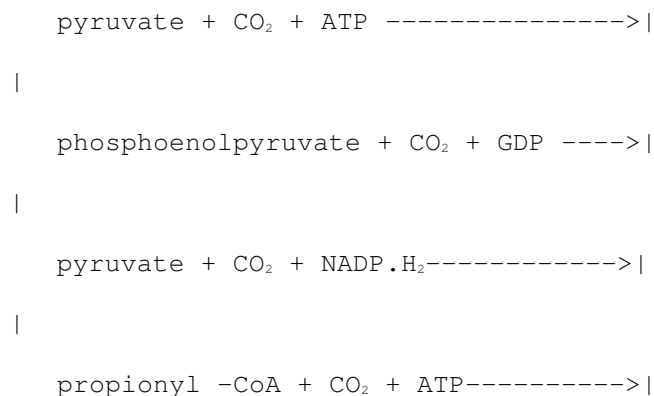 pyruvate + CO₂ + ATP --------------->|
|
phosphoenolpyruvate + CO₂ + GDP ---->|
|
pyruvate + CO₂ + NADP.H₂------------>|
|
propionyl -CoA + CO₂ + ATP---------->|